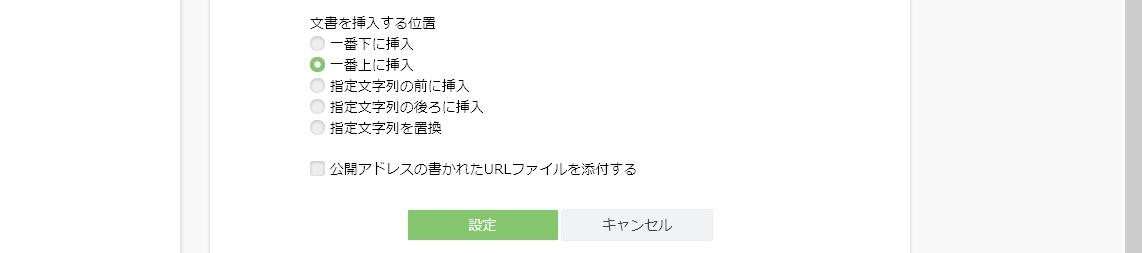 文書を挿入する位置
一番下に挿入
一番上に挿入
指定文字列の前に挿入
指定文字列の後ろに挿入
指定文字列を置換
公開アドレスの書かれたURLファイルを添付する
設定 キャンセル